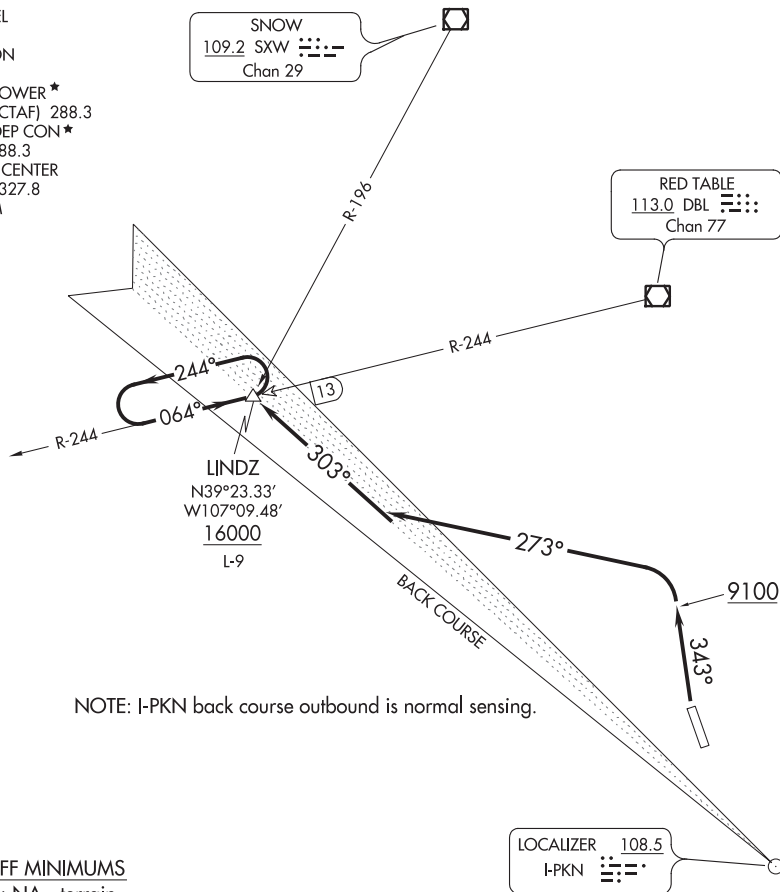 EL
ON
OWER ★
CTAF) 288.3
DEP CON ★
88.3
CENTER
327.8
M
SNOW
109.2 SXW
Chan 29
R-196
RED TABLE
113.0 DBL
Chan 77
R-244
13
244°
064°
R-244
LINDZ
N39°23.33'
W107°09.48'
16000
L-9
303°
273°
9100
343°
BACK COURSE
NOTE: I-PKN back course outbound is normal sensing.
LOCALIZER 108.5
I-PKN
FF MINIMUMS